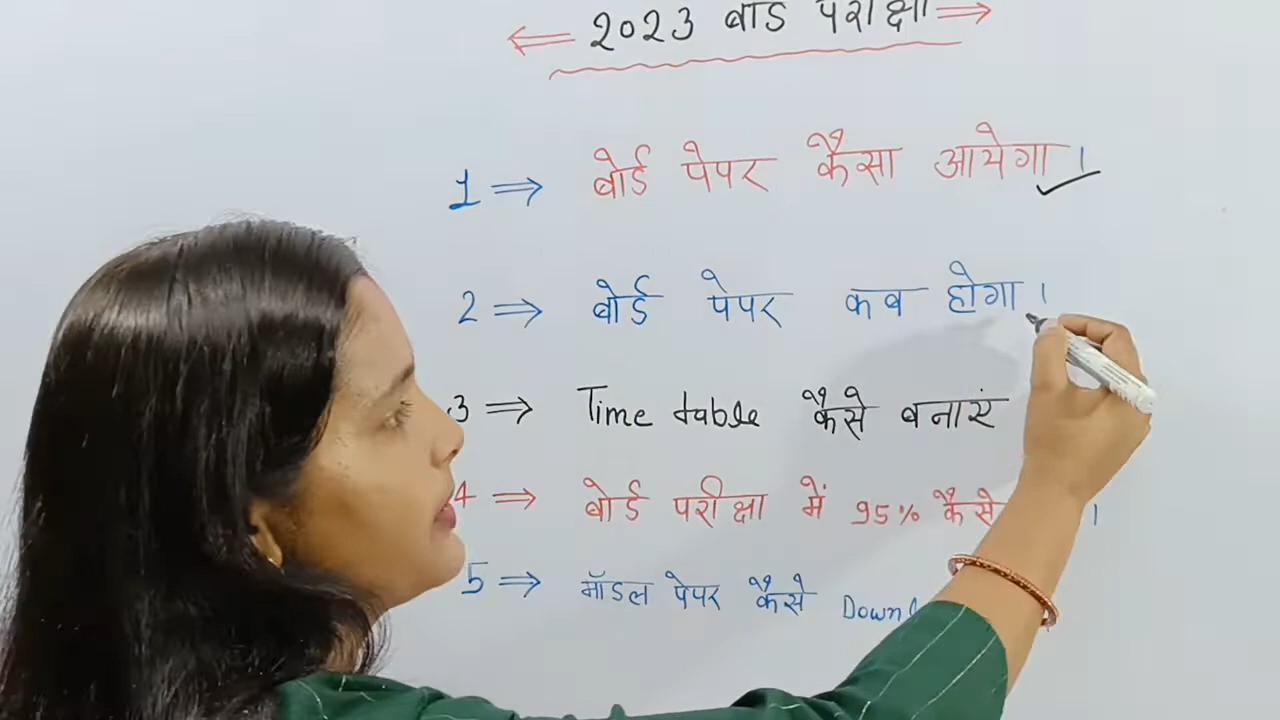 2023 बोर्ड परीक्षा
1 ⇒ बोर्ड पेपर कैसा आयेगा ।
2 ⇒ बोर्ड पेपर कब होगा ।
3 ⇒ Time table कैसे बनाएं
4 ⇒ बोर्ड परीक्षा में 95% कैसे ।
5 ⇒ मॉडल पेपर कैसे